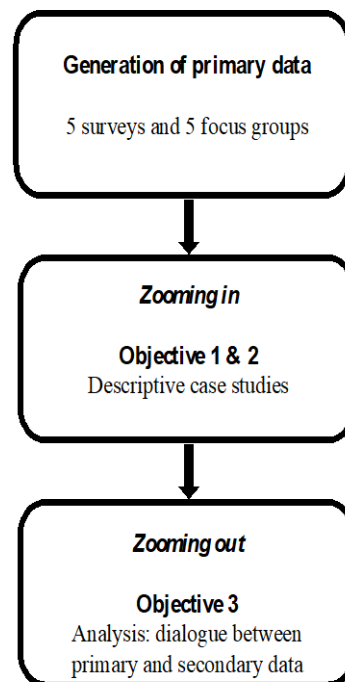 Generation of primary data
5 surveys and 5 focus groups
Zooming in
Objective 1 & 2
Descriptive case studies
Zooming out
Objective 3
Analysis: dialogue between
primary and secondary data